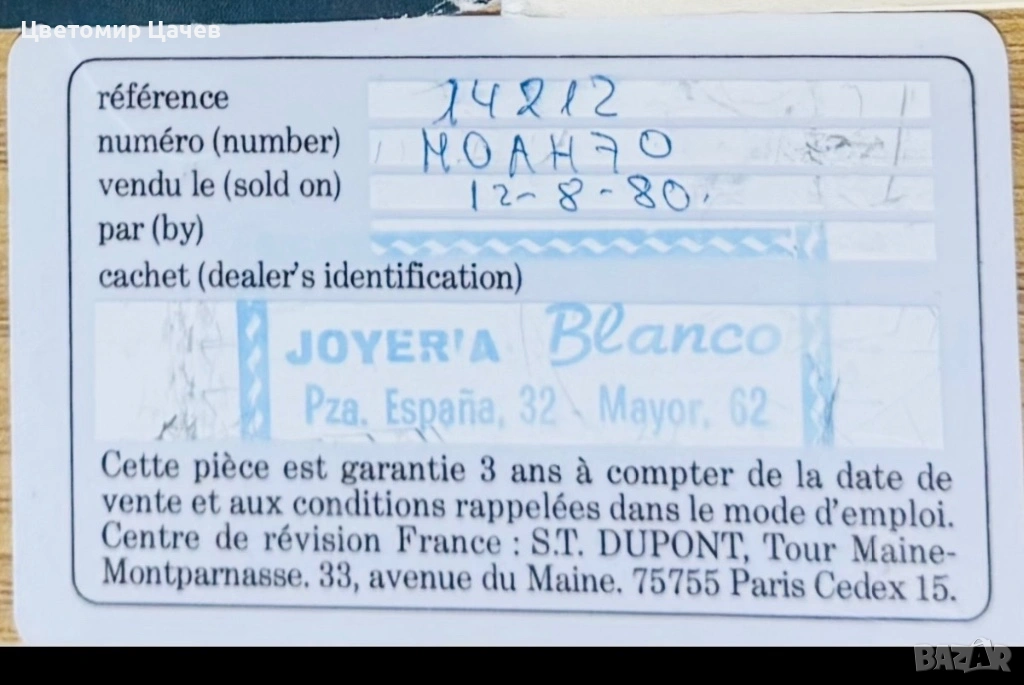 Цветомир Цачев
référence 14212
numéro (number) MOAH70
vendu le (sold on) 12-8-80.
par (by)
cachet (dealer's identification)
JOYERIA Blanco
Pza. España, 32 - Mayor, 62
Cette pièce est garantie 3 ans à compter de la date de
vente et aux conditions rappelées dans le mode d'emploi.
Centre de révision France : S.T. DUPONT, Tour Maine-
Montparnasse. 33, avenue du Maine. 75755 Paris Cedex 15.
BAZAR